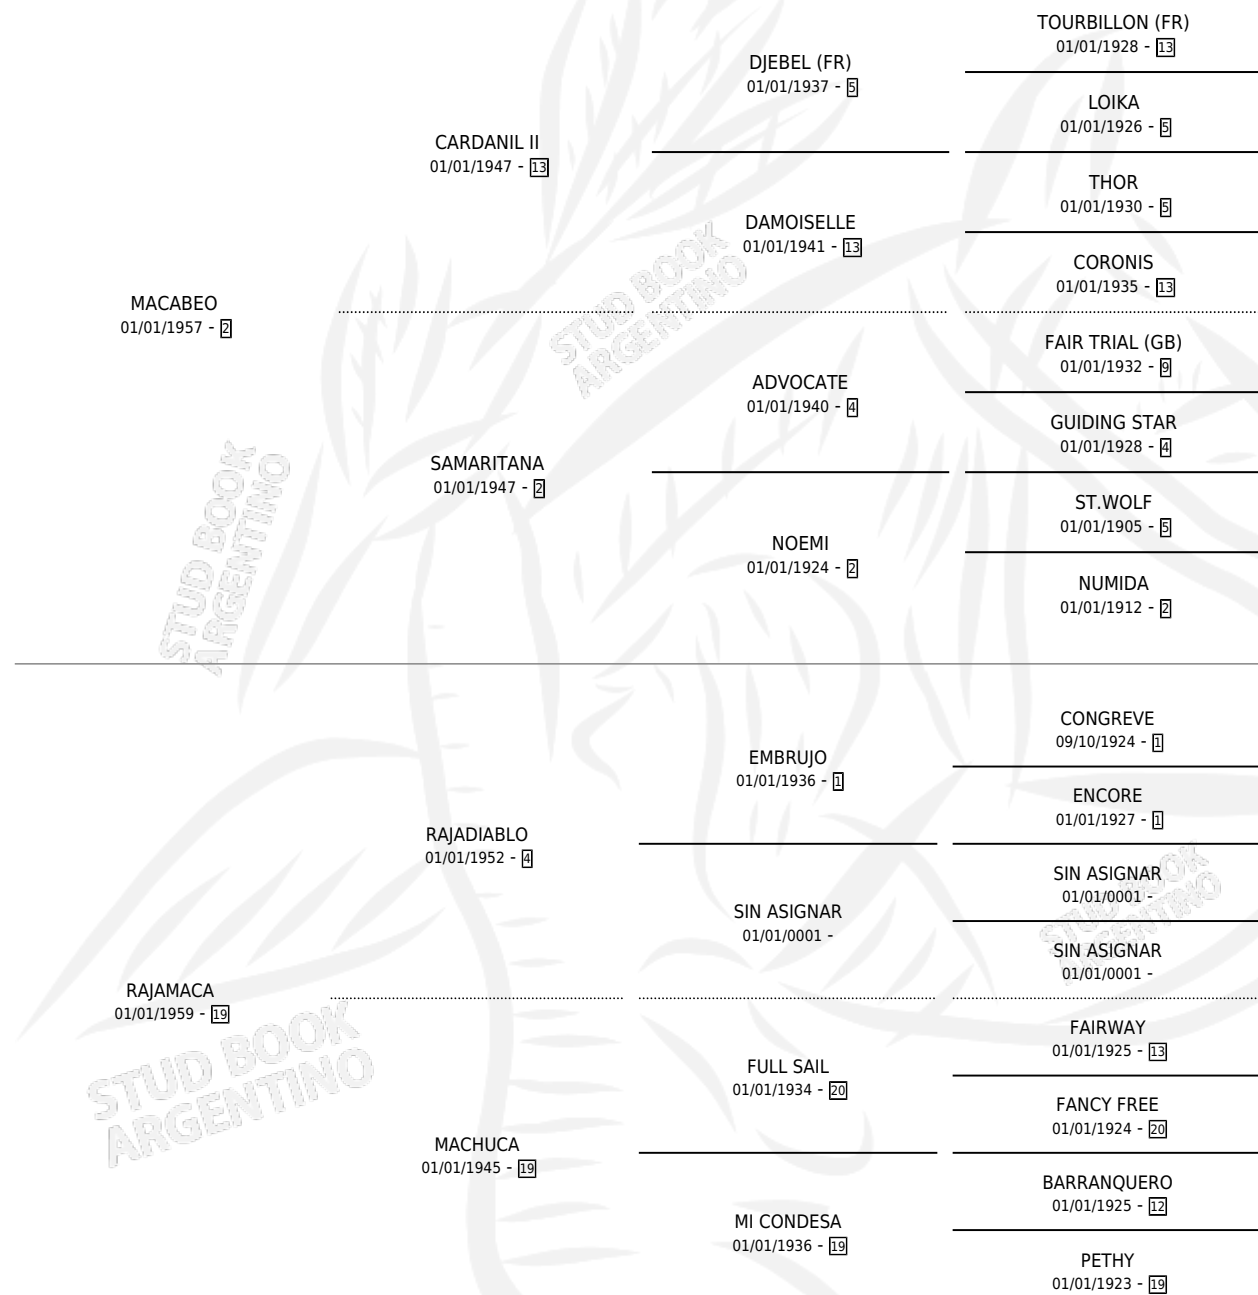 TOURBILLON (FR)
01/01/1928 - 13
DJEBEL (FR)
01/01/1937 - 5
LOIKA
01/01/1926 - 5
CARDANIL II
01/01/1947 - 13
THOR
01/01/1930 - 5
DAMOISELLE
01/01/1941 - 13
CORONIS
01/01/1935 - 13
MACABEO
01/01/1957 - 2
STUD BOOK
ARGENTINO
FAIR TRIAL (GB)
01/01/1932 - 9
ADVOCATE
01/01/1940 - 4
GUIDING STAR
01/01/1928 - 4
SAMARITANA
01/01/1947 - 2
ST.WOLF
01/01/1905 - 5
NOEMI
01/01/1924 - 2
NUMIDA
01/01/1912 - 2
STUD BOOK
ARGENTINO
CONGREVE
09/10/1924 - 1
EMBRUJO
01/01/1936 - 1
ENCORE
01/01/1927 - 1
RAJADIABLO
01/01/1952 - 4
SIN ASIGNAR
01/01/0001 -
SIN ASIGNAR
01/01/0001 -
SIN ASIGNAR
01/01/0001 -
STUD BOOK
ARGENTINO
RAJAMACA
01/01/1959 - 19
STUD BOOK
ARGENTINO
FAIRWAY
01/01/1925 - 13
FULL SAIL
01/01/1934 - 20
FANCY FREE
01/01/1924 - 20
MACHUCA
01/01/1945 - 19
BARRANQUERO
01/01/1925 - 12
MI CONDESA
01/01/1936 - 19
PETHY
01/01/1923 - 19